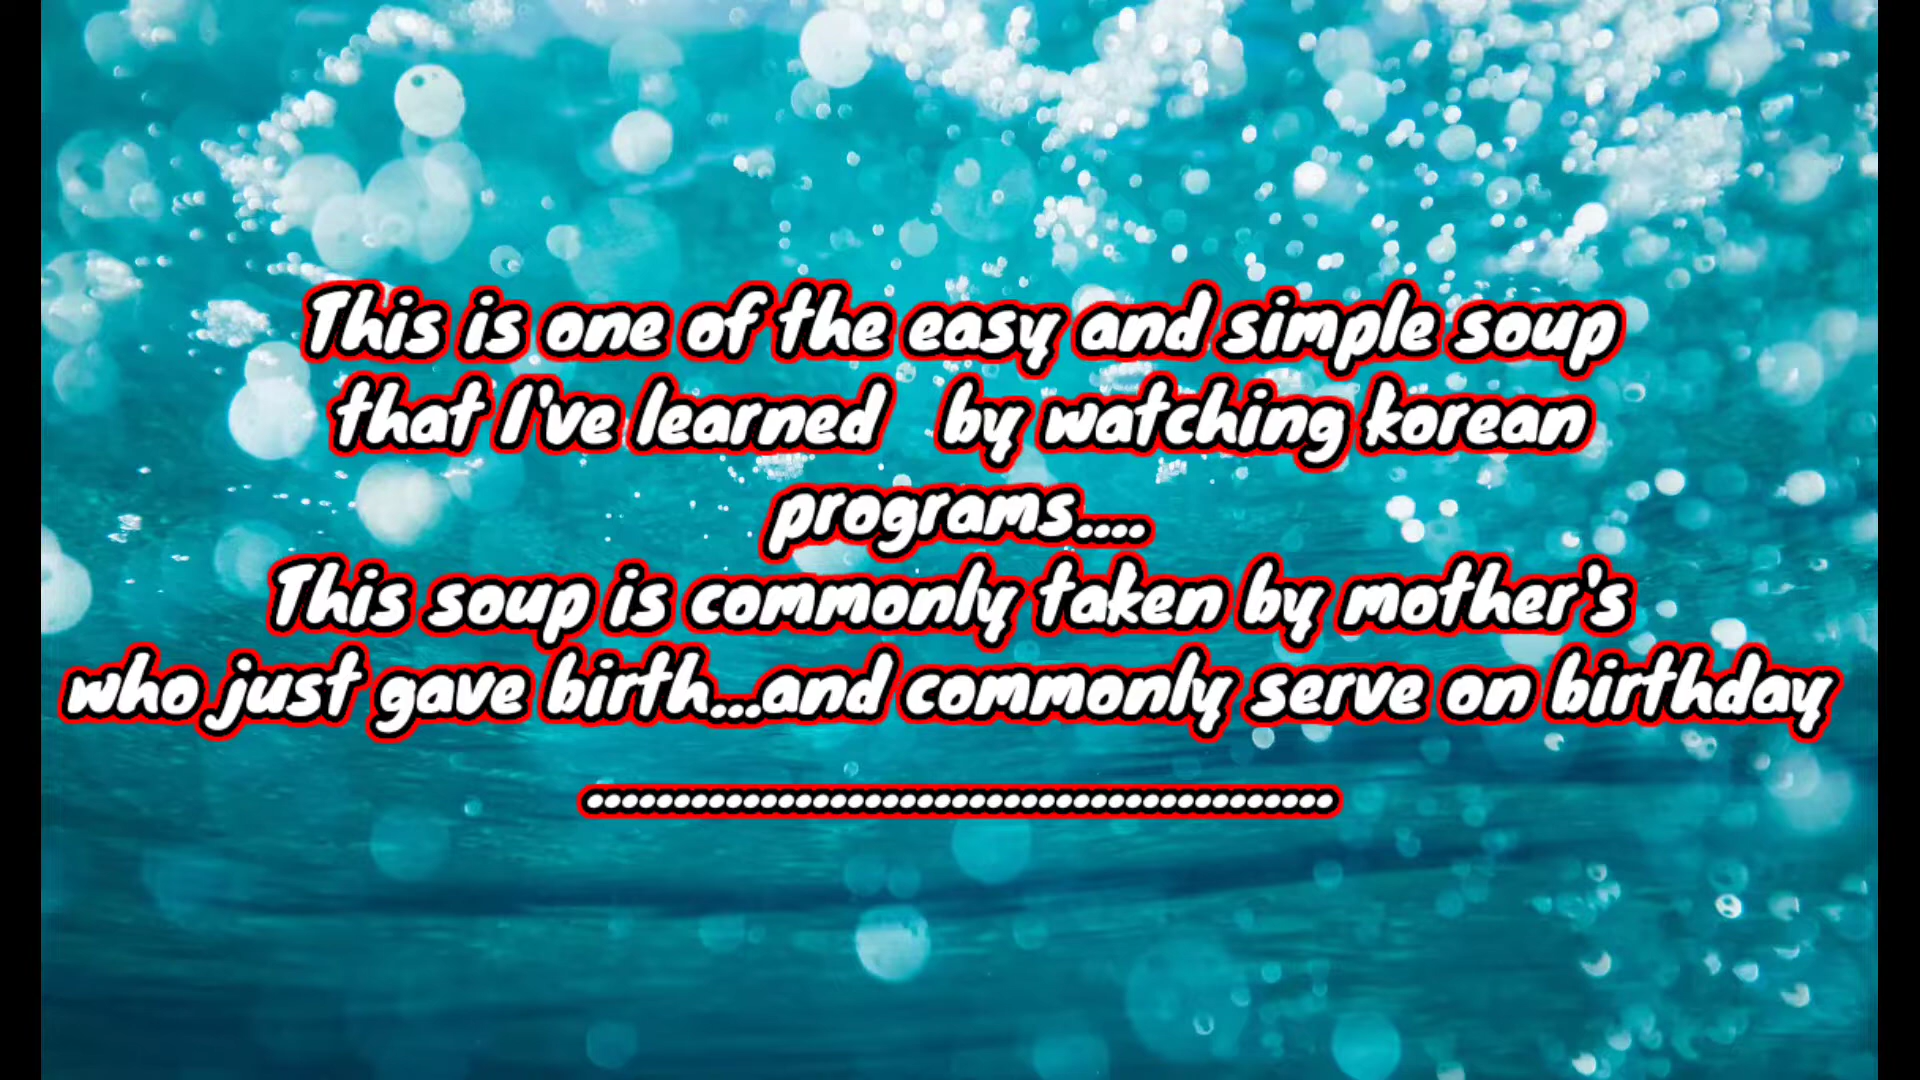 This is one of the easy and simple soup
that I've learned by watching korean
programs....
This soup is commonly taken by mother's
who just gave birth...and commonly serve on birthday
...........................................